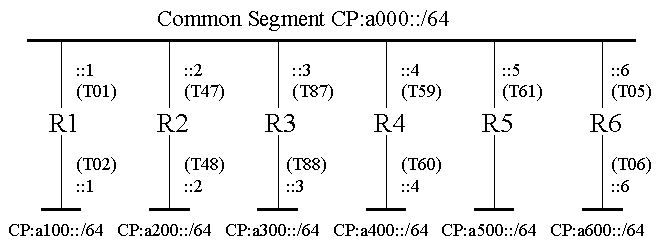 Common Segment CP:a000::/64
::1 ::2 ::3 ::4 ::5 ::6
(T01) (T47) (T87) (T59) (T61) (T05)
R1 R2 R3 R4 R5 R6
(T02) (T48) (T88) (T60) (T06)
::1 ::2 ::3 ::4 ::6
CP:a100::/64 CP:a200::/64 CP:a300::/64 CP:a400::/64 CP:a500::/64 CP:a600::/64